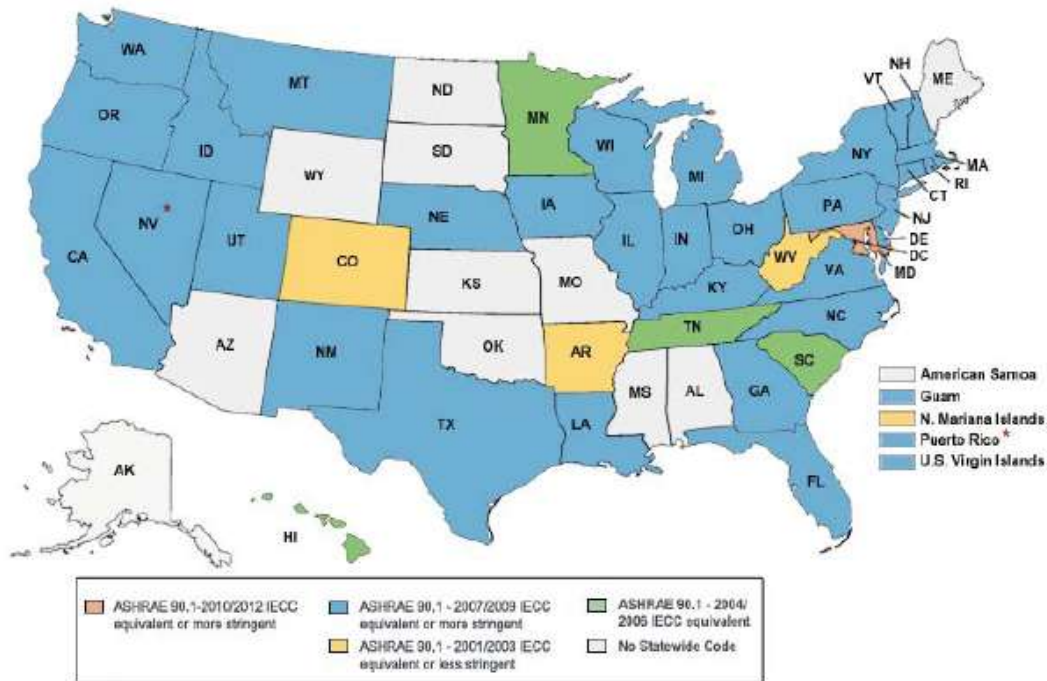 WA
MT
ND
MN
VT
NH
ME
OR
ID
WY
SD
WI
MI
NY
MA
RI
CT
NV *
UT
NE
IA
PA
NJ
CA
CO
KS
MO
IL
IN
OH
WV
VA
DE
DC
MD
KY
NC
AZ
NM
OK
AR
TN
SC
TX
LA
MS
AL
GA
FL
AK
HI
American Samoa
Guam
N. Mariana Islands
Puerto Rico *
U.S. Virgin Islands
ASHRAE 90.1-2010/2012 IECC
equivalent or more stringent
ASHRAE 90.1 - 2007/2009 IECC
equivalent or more stringent
ASHRAE 90.1 - 2001/2003 IECC
equivalent or less stringent
ASHRAE 90.1 - 2004/
2006 IECC equivalent
No Statewide Code